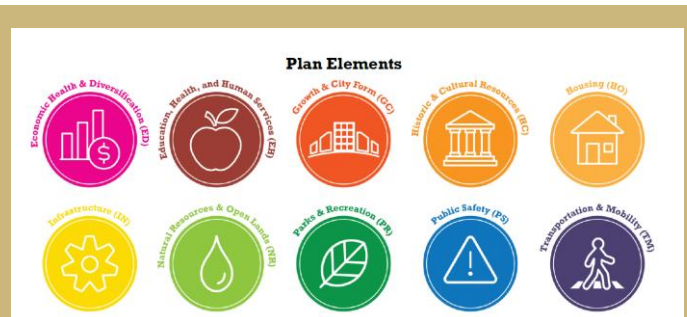 Plan Elements
Economic Health & Diversification (ED)
Education, Health, and Human Services (EH)
Growth & City Form (GC)
Historic & Cultural Resources (HC)
Housing (HO)
Infrastructure (IN)
Natural Resources & Open Lands (NR)
Parks & Recreation (PR)
Public Safety (PS)
Transportation & Mobility (TM)
$